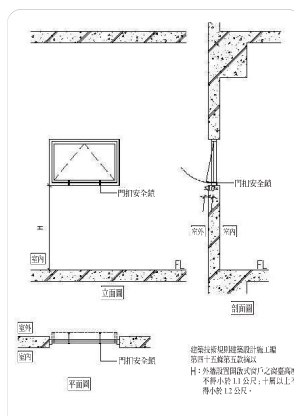 門扣安全鎖
H
室內
FL
立面圖
門扣安全鎖
室外
室內
FL
剖面圖
室外
室內
門扣安全鎖
平面圖
建築技術規則建築設計施工編
第四十五條第五款條以
H：外牆設置開啟式窗戶之窗臺高
不得小於1.1公尺；十層以上
得小於1.2公尺。